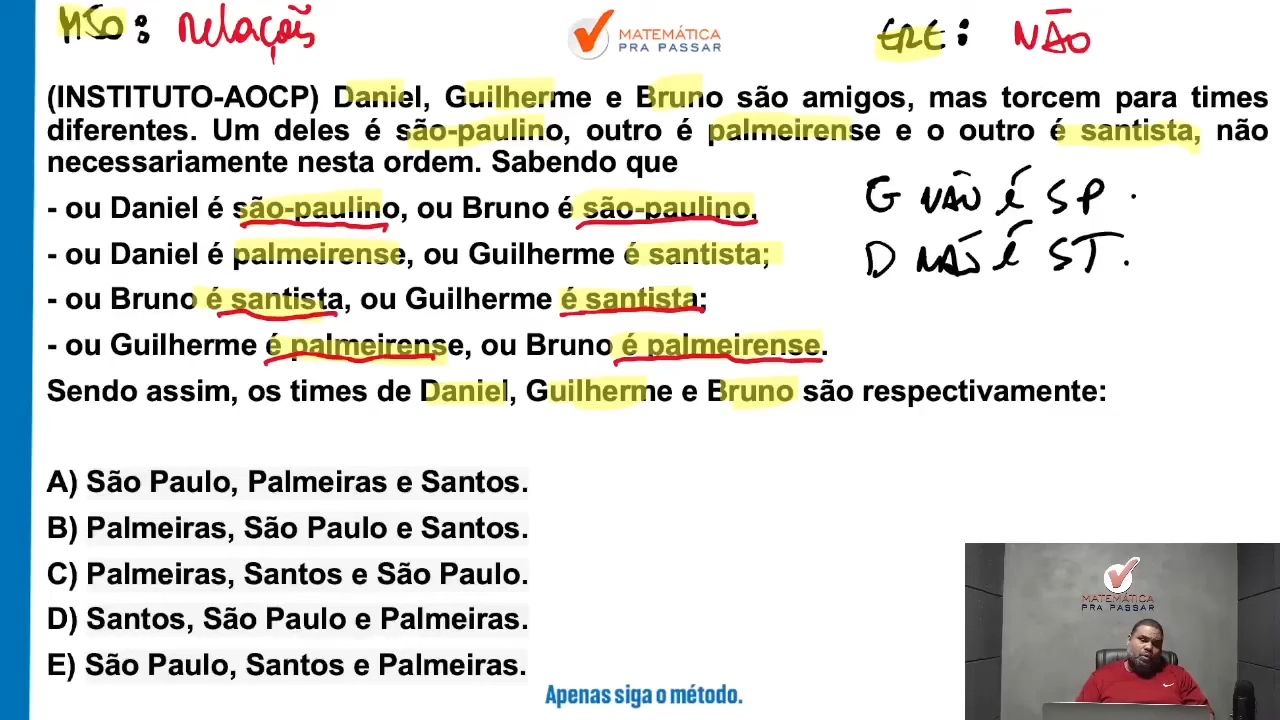 MSO: Relações
MATEMÁTICA
PRA PASSAR
ERE: NÃO
(INSTITUTO-AOCP) Daniel, Guilherme e Bruno são amigos, mas torcem para times
diferentes. Um deles é são-paulino, outro é palmeirense e o outro é santista, não
necessariamente nesta ordem. Sabendo que
- ou Daniel é são-paulino, ou Bruno é são-paulino,
G NÃO É SP.
- ou Daniel é palmeirense, ou Guilherme é santista;
D NÃO É ST.
- ou Bruno é santista, ou Guilherme é santista;
- ou Guilherme é palmeirense, ou Bruno é palmeirense.
Sendo assim, os times de Daniel, Guilherme e Bruno são respectivamente:
A) São Paulo, Palmeiras e Santos.
B) Palmeiras, São Paulo e Santos.
C) Palmeiras, Santos e São Paulo.
D) Santos, São Paulo e Palmeiras.
E) São Paulo, Santos e Palmeiras.
MATEMÁTICA
PRA PASSAR
Apenas siga o método.